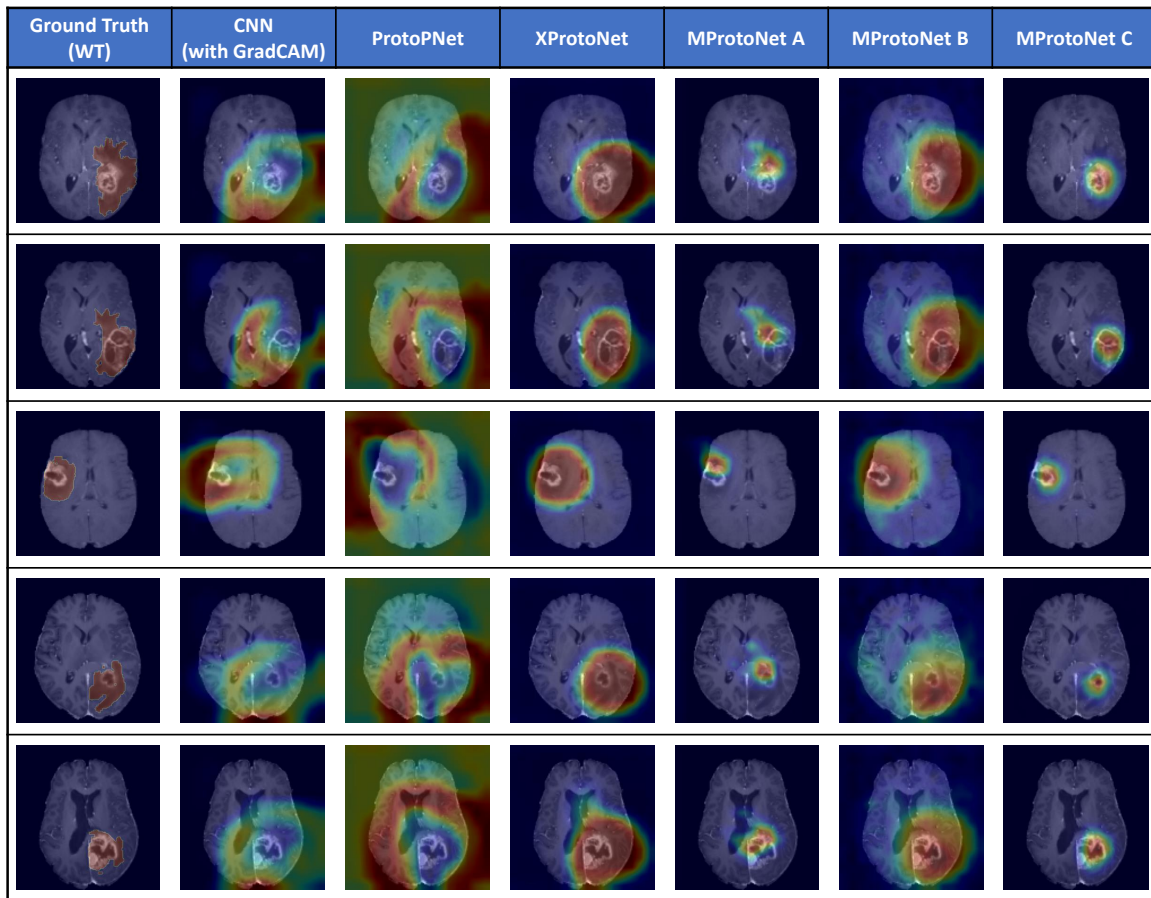 Ground Truth
(WT)
CNN
(with GradCAM)
ProtoPNet
XProtoNet
MProtoNet A
MProtoNet B
MProtoNet C